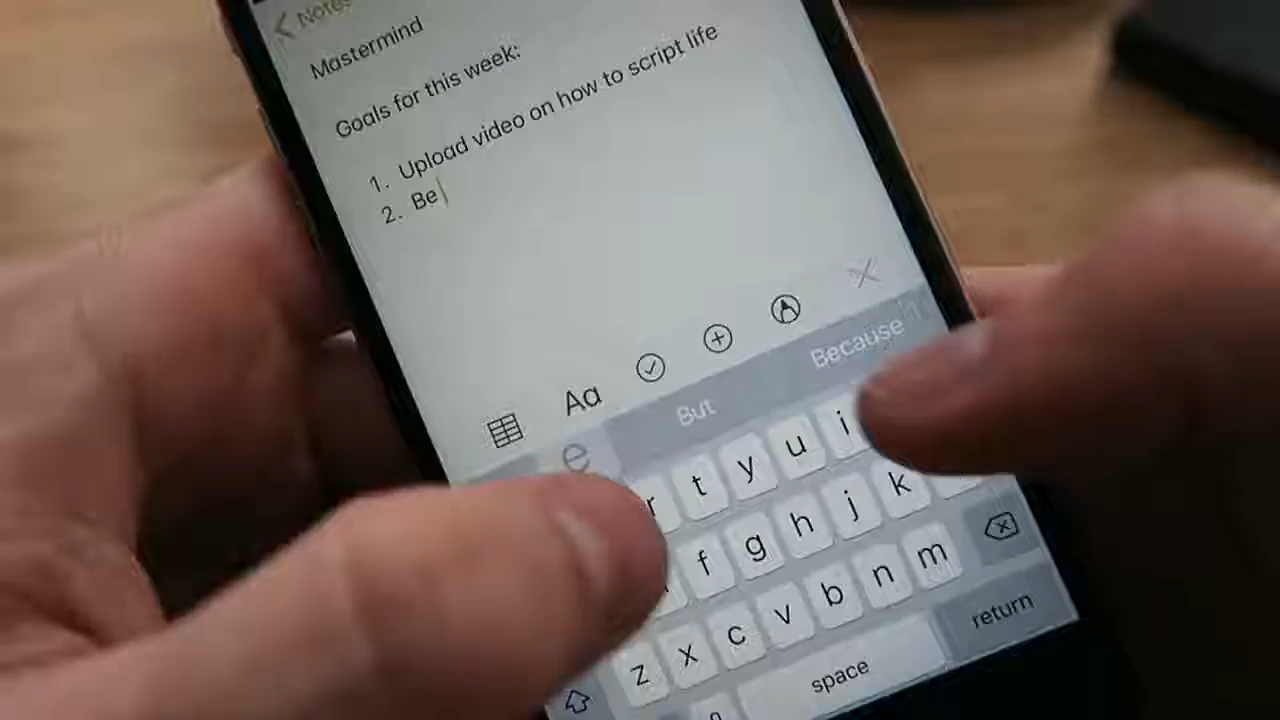 Notes
Mastermind
Goals for this week:
1. Upload video on how to script life
2. Be
Aa
But
Because
e
r t y u i
f g h j k
z x c v b n m
space
return